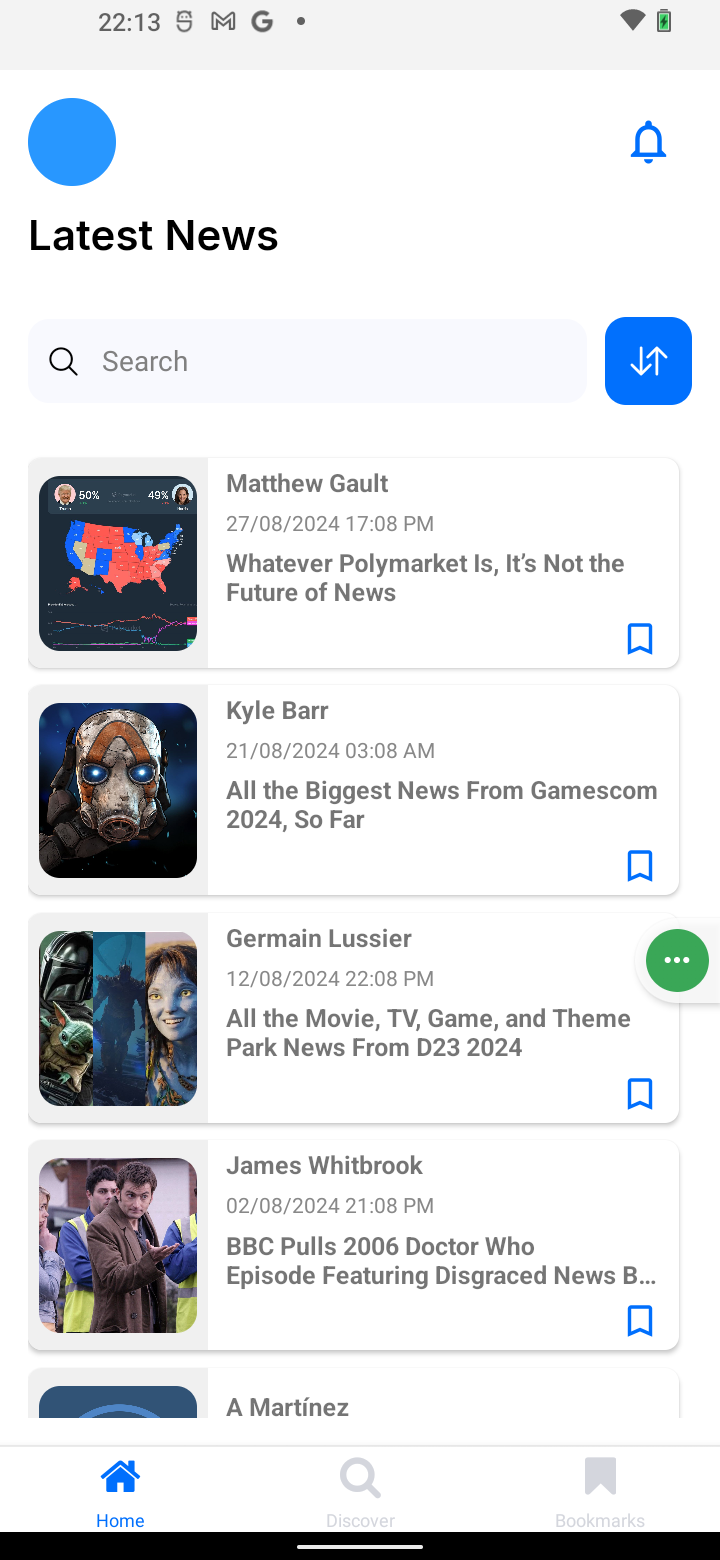 22:13
Latest News
Search
50%
49%
Trump
Harris
Matthew Gault
27/08/2024 17:08 PM
Whatever Polymarket Is, It’s Not the
Future of News
Kyle Barr
21/08/2024 03:08 AM
All the Biggest News From Gamescom
2024, So Far
Germain Lussier
12/08/2024 22:08 PM
All the Movie, TV, Game, and Theme
Park News From D23 2024
James Whitbrook
02/08/2024 21:08 PM
BBC Pulls 2006 Doctor Who
Episode Featuring Disgraced News B...
A Martínez
Home
Discover
Bookmarks